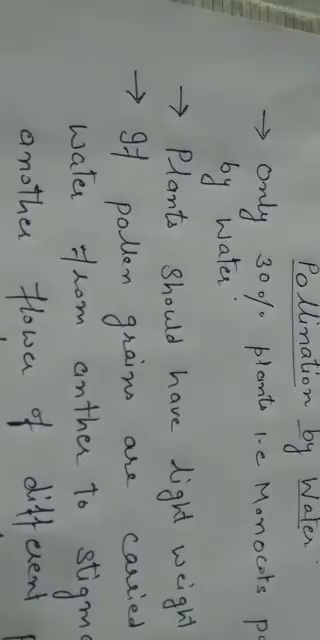 Pollination by Water
→ Only 30% plants i.e Monocots p
by Water.
→ Plants Should have light weight
→ If pollen grains are carried
Water from anther to stigm
another flower of different